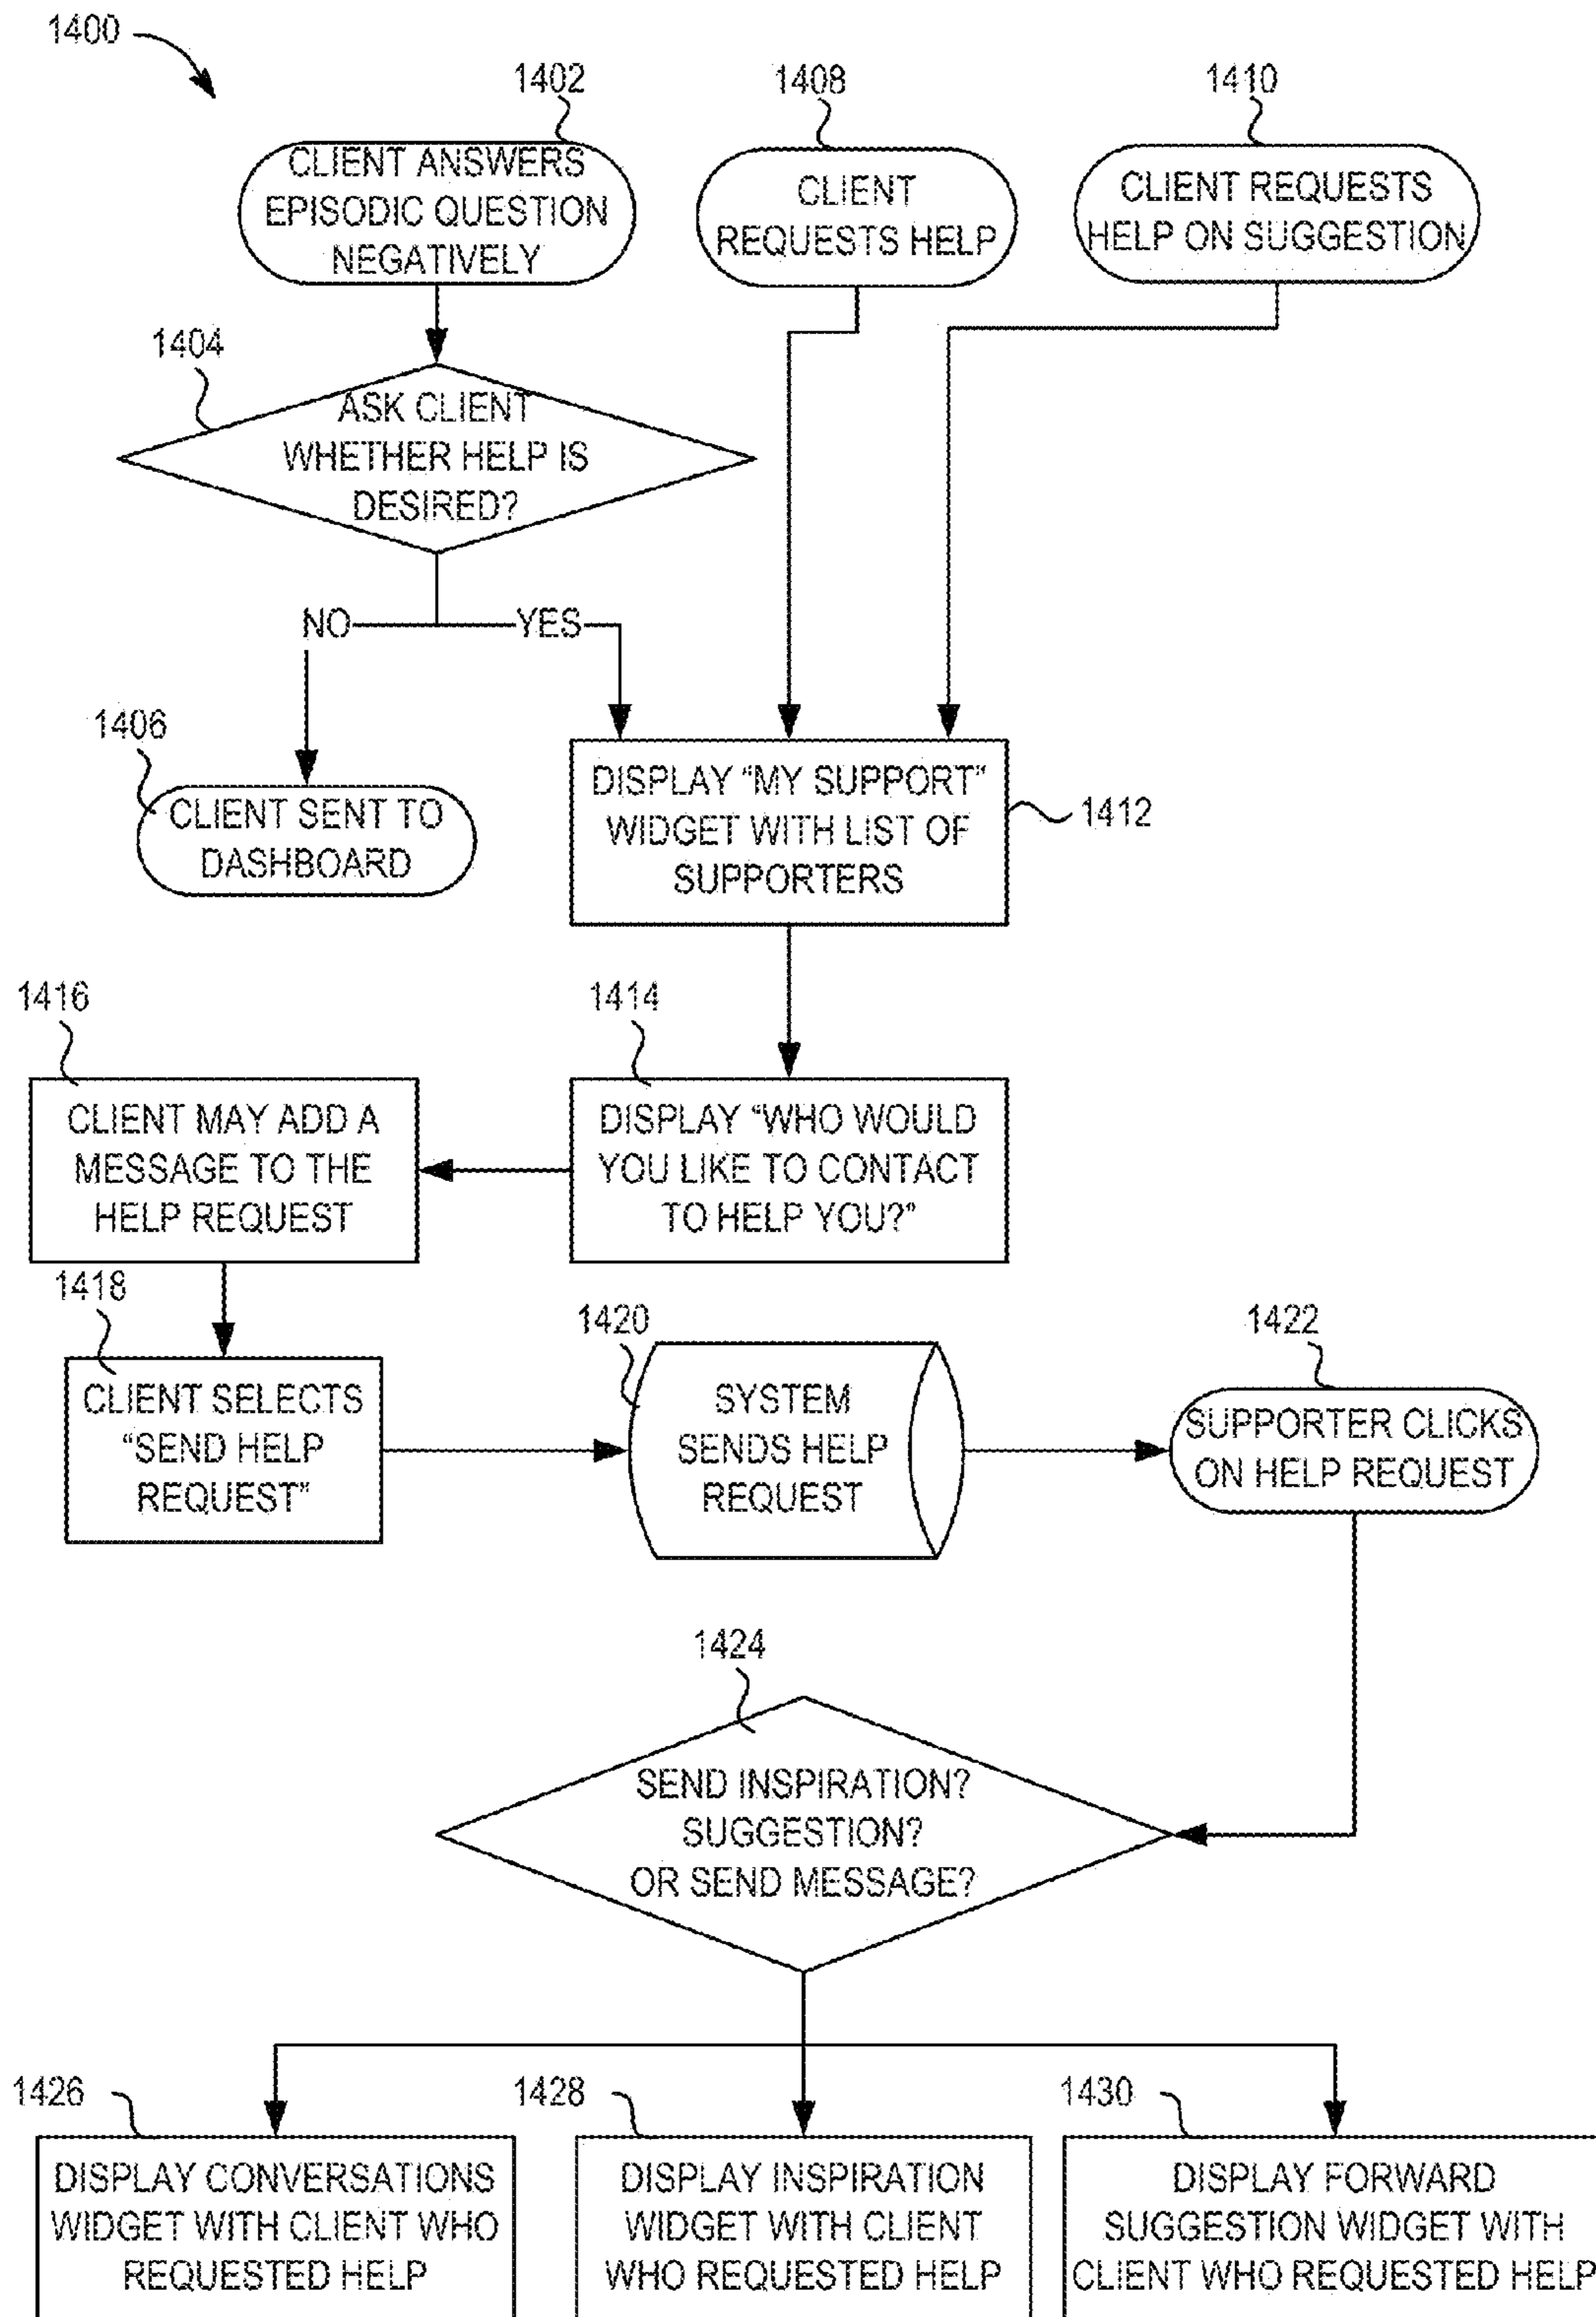 1400
1402
1408
1410
CLIENT ANSWERS
EPISODIC QUESTION
NEGATIVELY
CLIENT
REQUESTS HELP
CLIENT REQUESTS
HELP ON SUGGESTION
1404
ASK CLIENT
WHETHER HELP IS
DESIRED?
NO
YES
1406
CLIENT SENT TO
DASHBOARD
DISPLAY “MY SUPPORT”
WIDGET WITH LIST OF
SUPPORTERS
1412
1416
1414
CLIENT MAY ADD A
MESSAGE TO THE
HELP REQUEST
DISPLAY “WHO WOULD
YOU LIKE TO CONTACT
TO HELP YOU?”
1418
1420
1422
CLIENT SELECTS
“SEND HELP
REQUEST”
SYSTEM
SENDS HELP
REQUEST
SUPPORTER CLICKS
ON HELP REQUEST
1424
SEND INSPIRATION?
SUGGESTION?
OR SEND MESSAGE?
1426
1428
1430
DISPLAY CONVERSATIONS
WIDGET WITH CLIENT WHO
REQUESTED HELP
DISPLAY INSPIRATION
WIDGET WITH CLIENT
WHO REQUESTED HELP
DISPLAY FORWARD
SUGGESTION WIDGET WITH
CLIENT WHO REQUESTED HELP